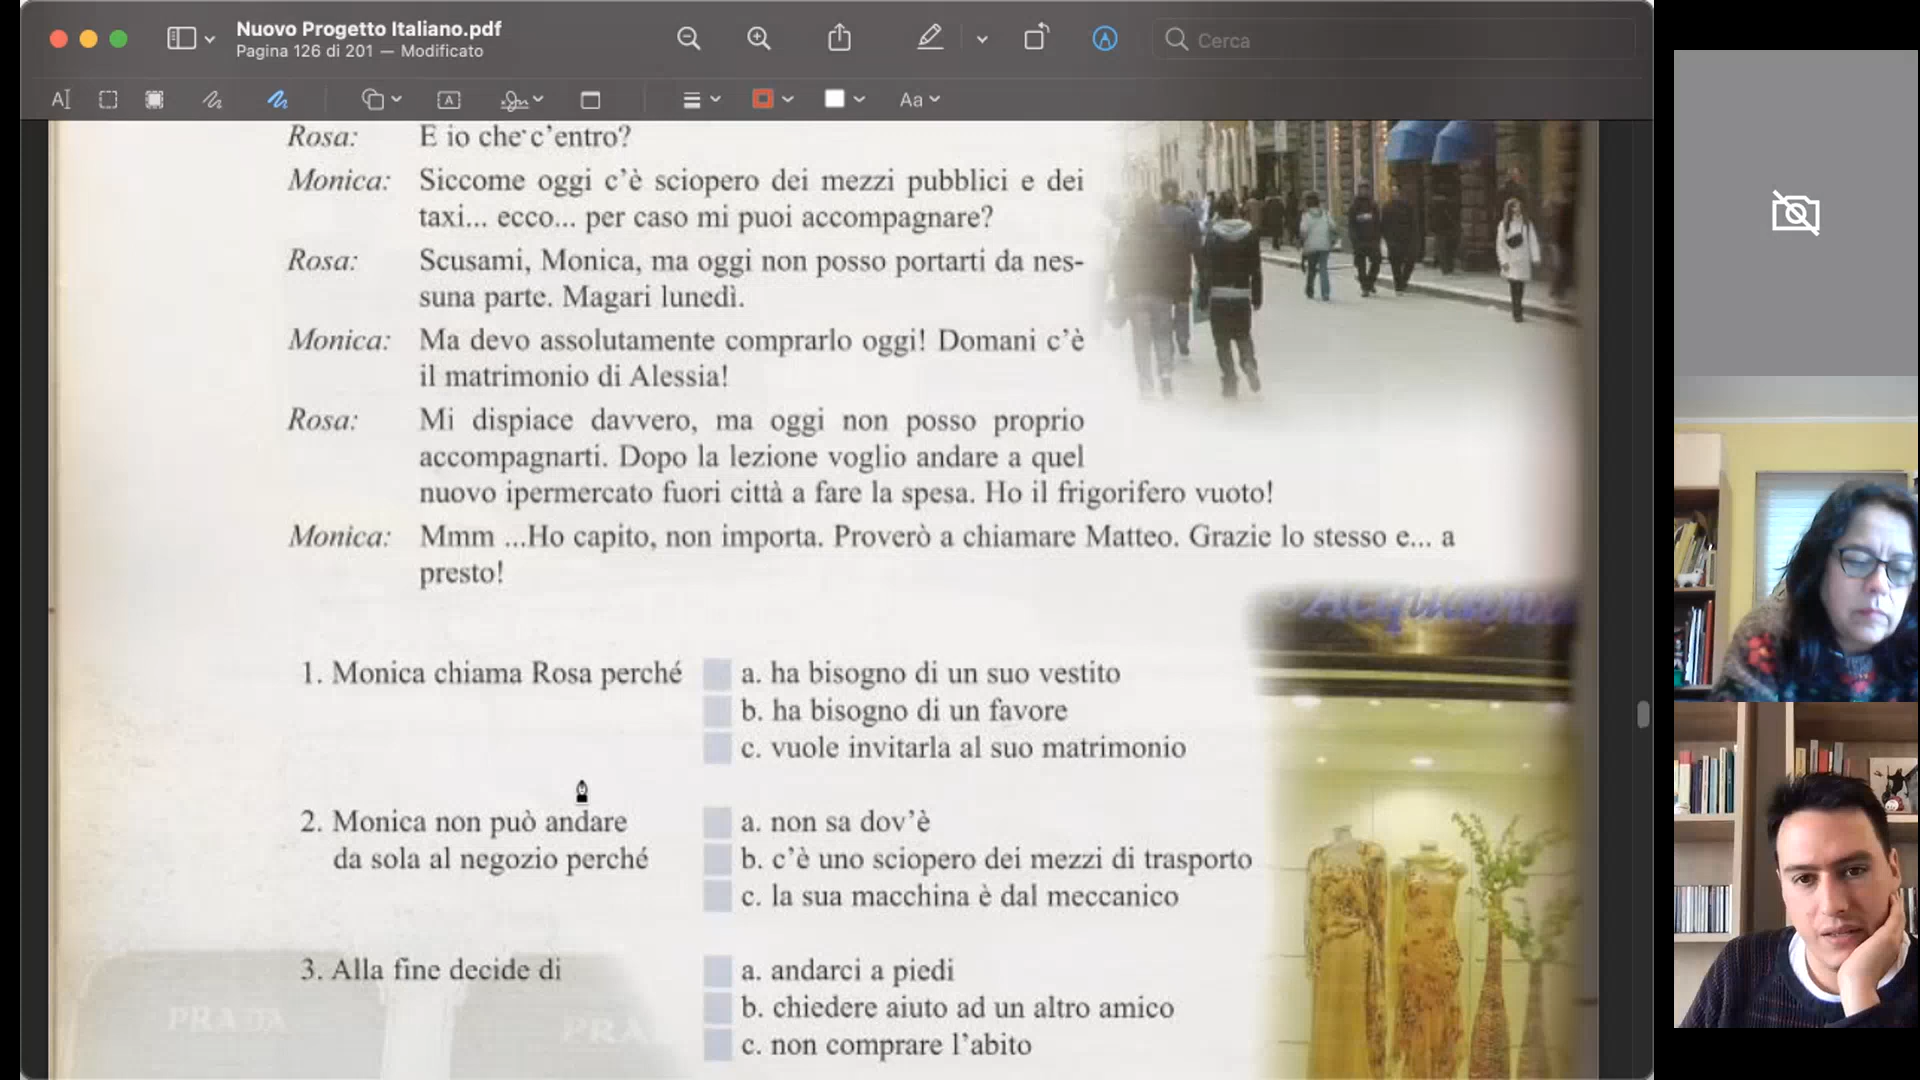 Nuovo Progetto Italiano.pdf
Pagina 126 di 201 — Modificato
Cerca
Aa
Rosa: E io che c’entro?
Monica: Siccome oggi c’è sciopero dei mezzi pubblici e dei
taxi... ecco... per caso mi puoi accompagnare?
Rosa: Scusami, Monica, ma oggi non posso portarti da nes-
suna parte. Magari lunedì.
Monica: Ma devo assolutamente comprarlo oggi! Domani c’è
il matrimonio di Alessia!
Rosa: Mi dispiace davvero, ma oggi non posso proprio
accompagnarti. Dopo la lezione voglio andare a quel
nuovo ipermercato fuori città a fare la spesa. Ho il frigorifero vuoto!
Monica: Mmm ...Ho capito, non importa. Proverò a chiamare Matteo. Grazie lo stesso e... a
presto!
1. Monica chiama Rosa perché
a. ha bisogno di un suo vestito
b. ha bisogno di un favore
c. vuole invitarla al suo matrimonio
2. Monica non può andare
da sola al negozio perché
a. non sa dov’è
b. c’è uno sciopero dei mezzi di trasporto
c. la sua macchina è dal meccanico
3. Alla fine decide di
a. andarci a piedi
b. chiedere aiuto ad un altro amico
c. non comprare l’abito
PRADA